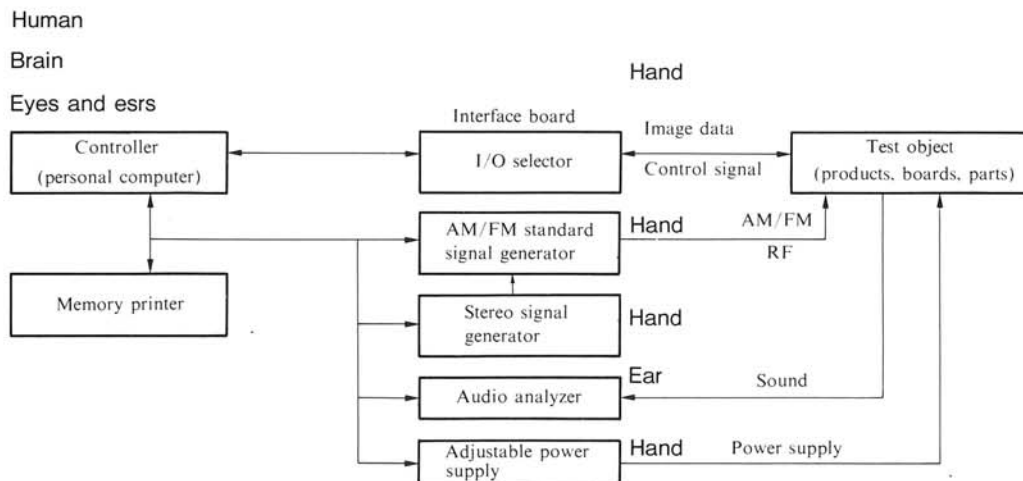 Human
Brain
Eyes and esrs
Hand
Interface board
Controller
(personal computer)
I/O selector
Image data
Control signal
Test object
(products, boards, parts)
AM/FM standard
signal generator
Hand
AM/FM
RF
Memory printer
Stereo signal
generator
Hand
Audio analyzer
Ear
Sound
Adjustable power
supply
Hand
Power supply